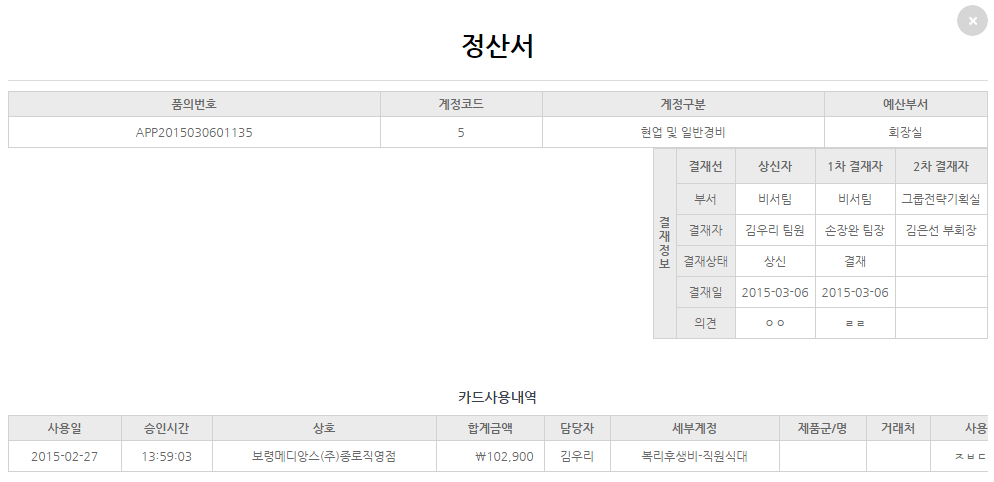 ×
정산서
품의번호 계정코드 계정구분 예산부서
APP2015030601135 5 현업 및 일반경비 회장실
결재정보
결재선 상신자 1차 결재자 2차 결재자
부서 비서팀 비서팀 그룹전략기획실
결재자 김우리 팀원 손장완 팀장 김은선 부회장
결재상태 상신 결재
결재일 2015-03-06 2015-03-06
의견 ㅇㅇ ㄹㄹ
카드사용내역
사용일 승인시간 상호 합계금액 담당자 세부계정 제품군/명 거래처 사용
2015-02-27 13:59:03 보령메디앙스(주)종로직영점 ₩102,900 김우리 복리후생비-직원식대